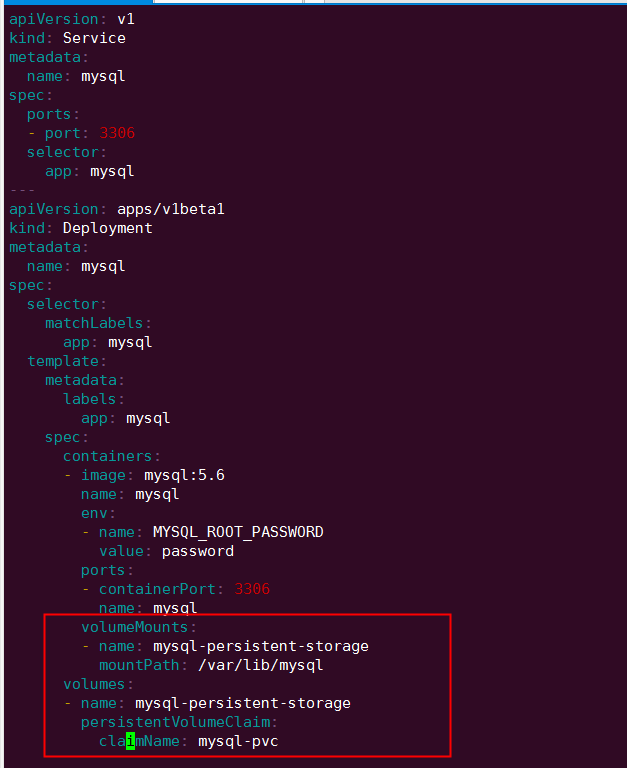 apiVersion: v1
kind: Service
metadata:
  name: mysql
spec:
  ports:
  - port: 3306
  selector:
    app: mysql
---
apiVersion: apps/v1beta1
kind: Deployment
metadata:
  name: mysql
spec:
  selector:
    matchLabels:
      app: mysql
  template:
    metadata:
      labels:
        app: mysql
    spec:
      containers:
      - image: mysql:5.6
        name: mysql
        env:
        - name: MYSQL_ROOT_PASSWORD
          value: password
        ports:
        - containerPort: 3306
          name: mysql
        volumeMounts:
        - name: mysql-persistent-storage
          mountPath: /var/lib/mysql
      volumes:
      - name: mysql-persistent-storage
        persistentVolumeClaim:
          claimName: mysql-pvc